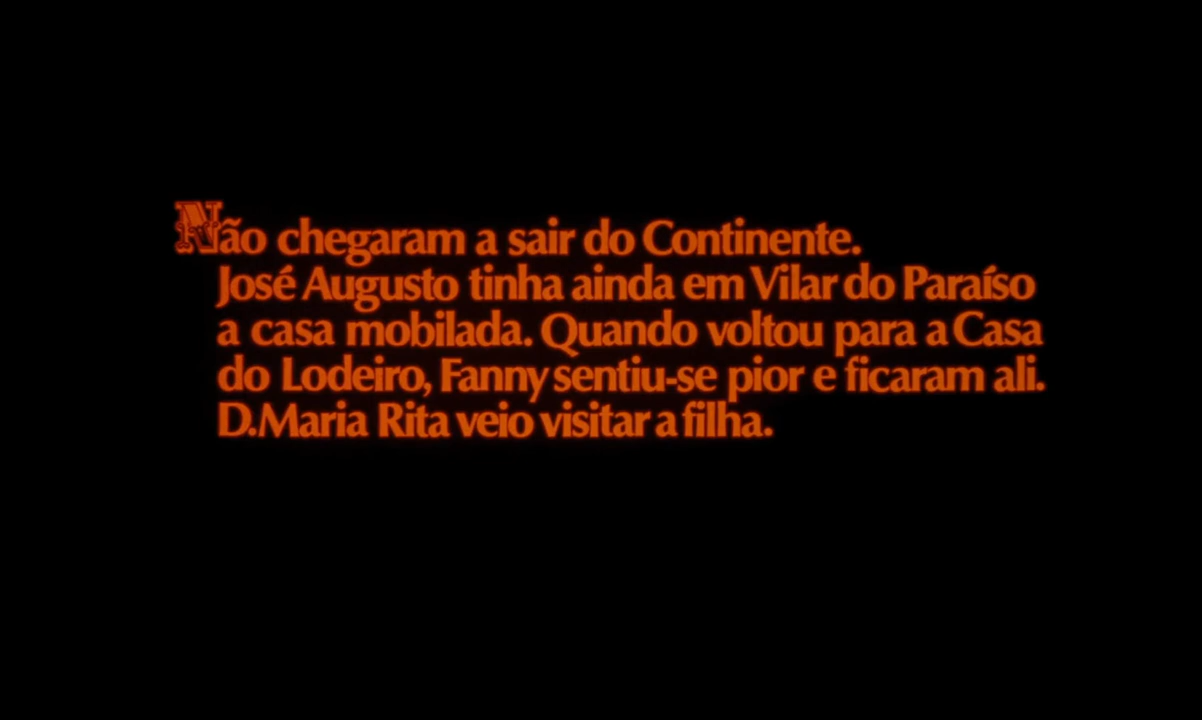 Não chegaram a sair do Continente.
José Augusto tinha ainda em Vilar do Paraíso
a casa mobilada. Quando voltou para a Casa
do Lodeiro, Fanny sentiu-se pior e ficaram ali.
D.Maria Rita veio visitar a filha.